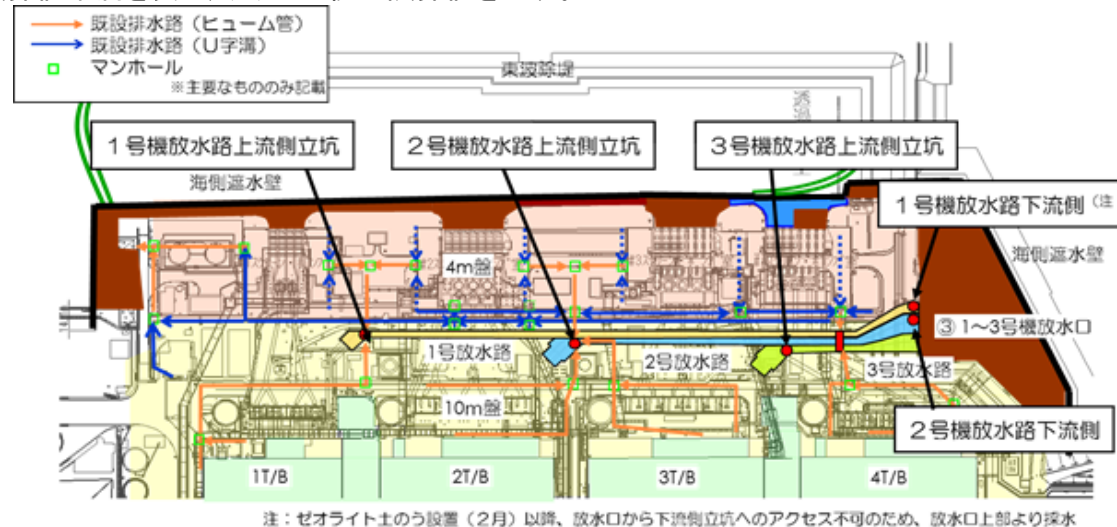 既設排水路（ヒューム管）
既設排水路（U字溝）
マンホール
※主要なもののみ記載
東波除堤
1号機放水路上流側立坑
2号機放水路上流側立坑
3号機放水路上流側立坑
海側遮水壁
1号機放水路下流側（注
海側遮水壁
4m盤
③ 1～3号機放水口
1号放水路
2号放水路
3号放水路
10m盤
2号機放水路下流側
1T/B
2T/B
3T/B
4T/B
注：ゼオライト土のう設置（2月）以降、放水口から下流側立坑へのアクセス不可のため、放水口上部より採水